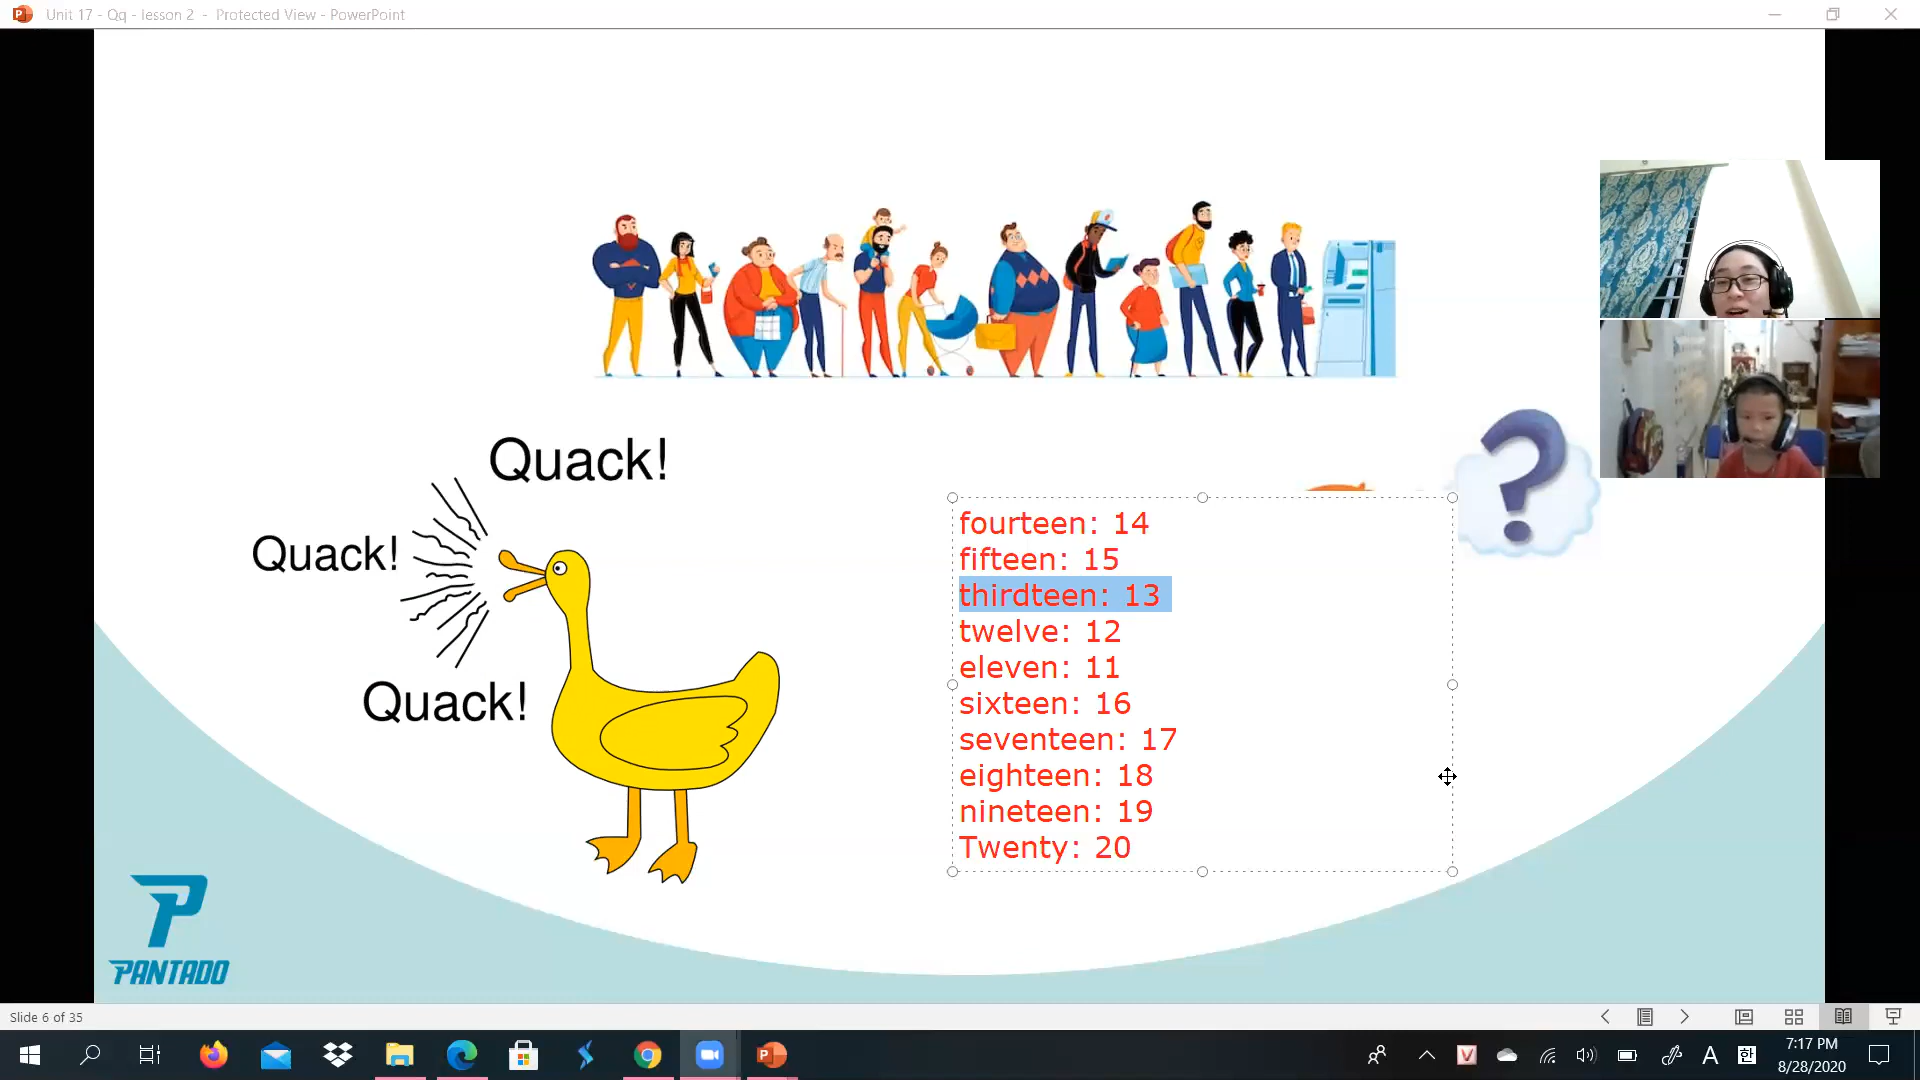 Unit 17 - Qq - lesson 2 - Protected View - PowerPoint
Quack!
Quack!
Quack!
fourteen: 14
fifteen: 15
thirdteen: 13
twelve: 12
eleven: 11
sixteen: 16
seventeen: 17
eighteen: 18
nineteen: 19
Twenty: 20
?
PANTADO
Slide 6 of 35
A
한
7:17 PM
8/28/2020